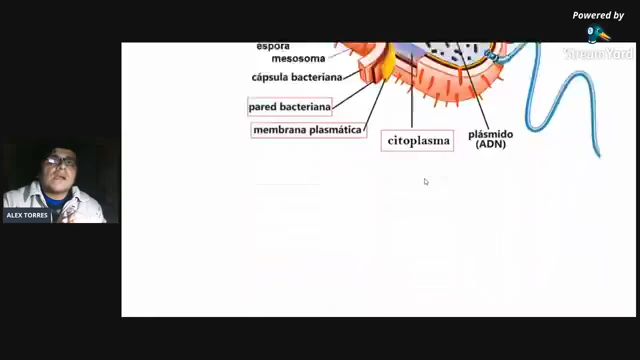 Powered by
StreamYard
espora
mesosoma
cápsula bacteriana
pared bacteriana
membrana plasmática
citoplasma
plásmido
(ADN)
ALEX TORRES